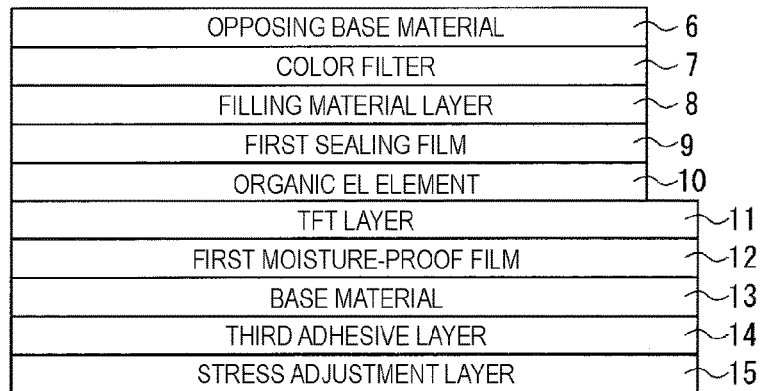 OPPOSING BASE MATERIAL 6
COLOR FILTER 7
FILLING MATERIAL LAYER 8
FIRST SEALING FILM 9
ORGANIC EL ELEMENT 10
TFT LAYER 11
FIRST MOISTURE-PROOF FILM 12
BASE MATERIAL 13
THIRD ADHESIVE LAYER 14
STRESS ADJUSTMENT LAYER 15